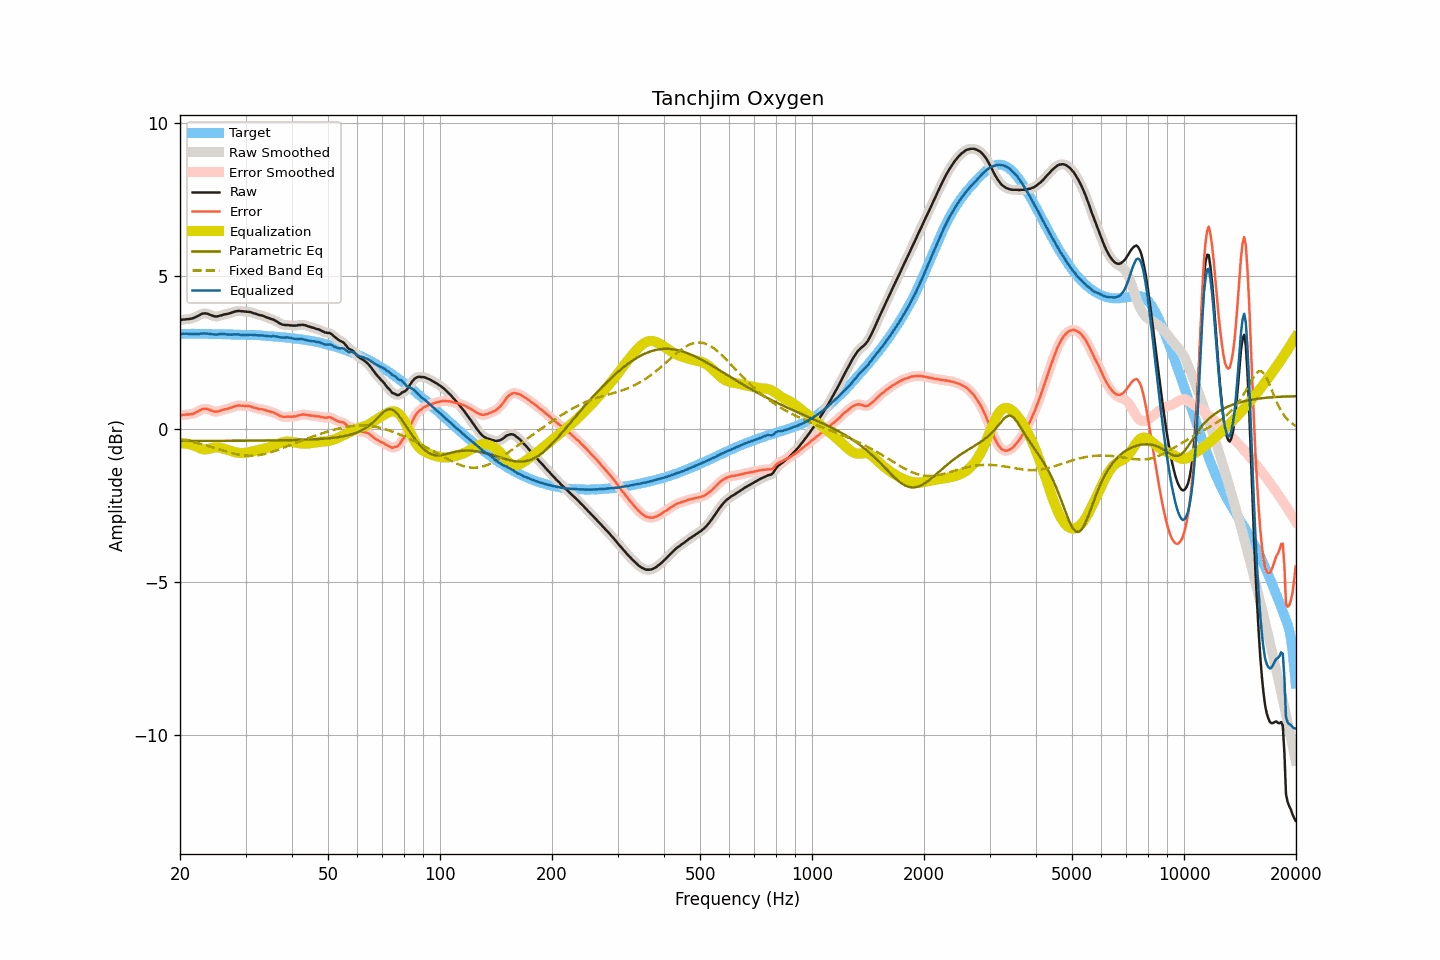 Tanchjim Oxygen
10
5
0
−5
−10
Amplitude (dBr)
Target
Raw Smoothed
Error Smoothed
Raw
Error
Equalization
Parametric Eq
Fixed Band Eq
Equalized
20 50 100 200 500 1000 2000 5000 10000 20000
Frequency (Hz)